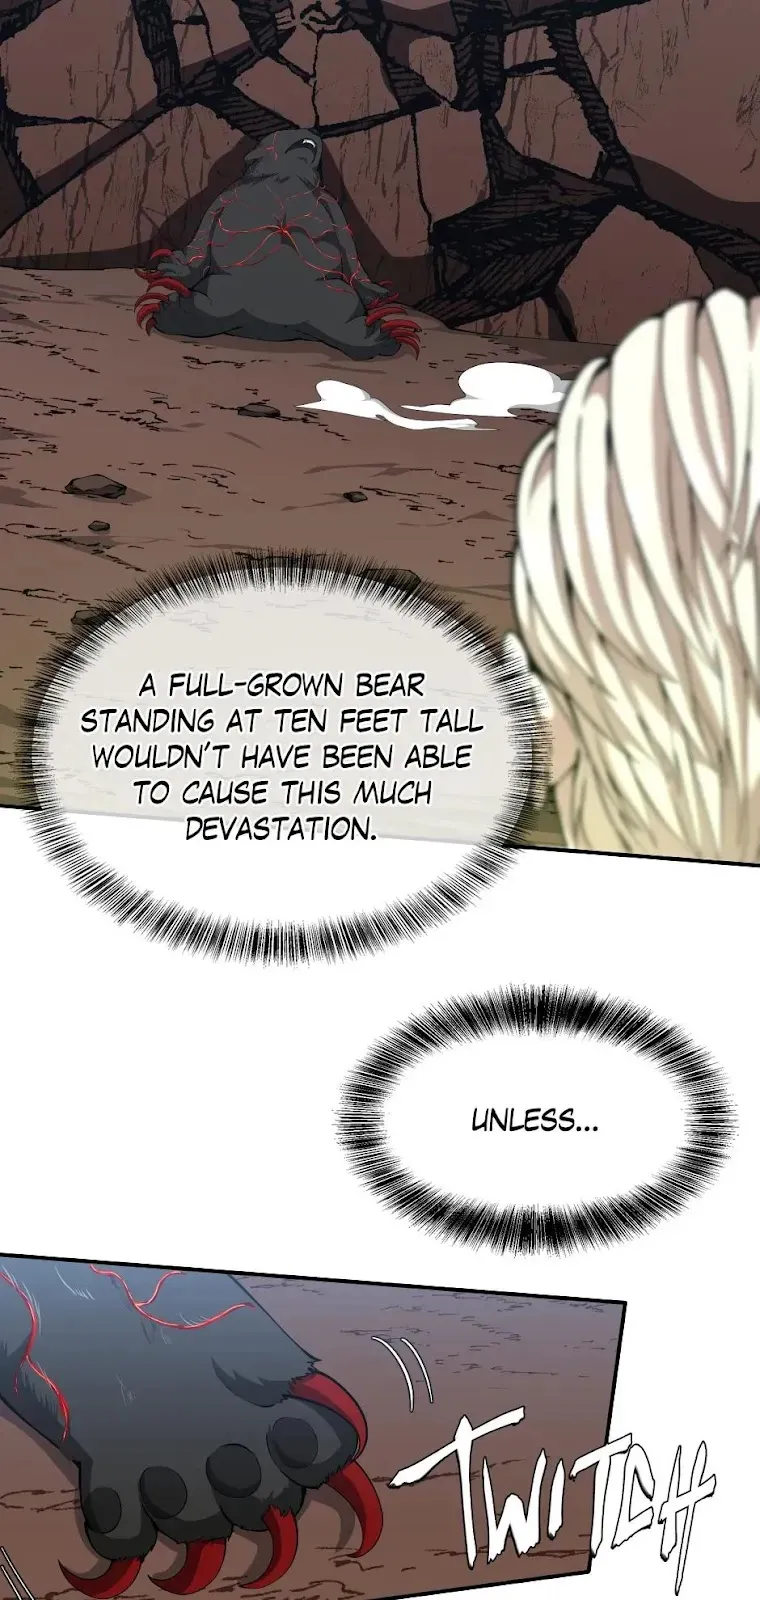 A FULL-GROWN BEAR
STANDING AT TEN FEET TALL
WOULDN'T HAVE BEEN ABLE
TO CAUSE THIS MUCH
DEVASTATION.
UNLESS...
TWITCH